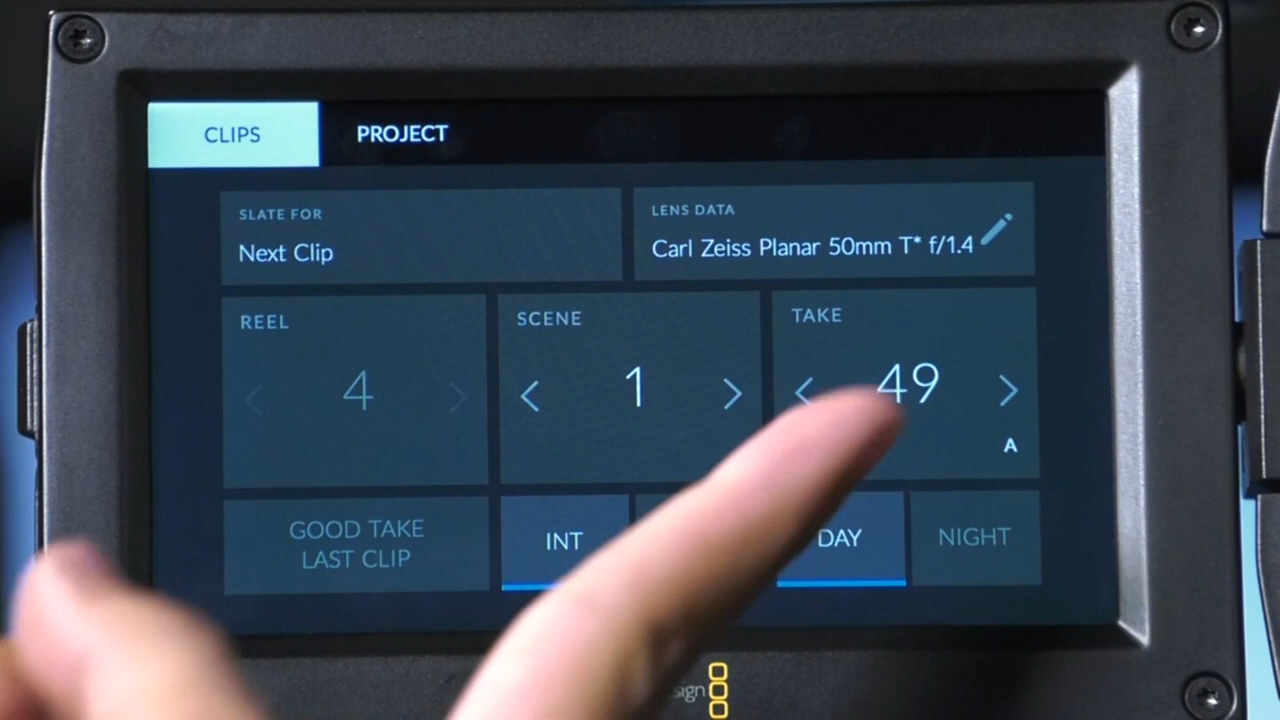 CLIPS PROJECT
SLATE FOR
Next Clip
LENS DATA
Carl Zeiss Planar 50mm T* f/1.4
REEL
4
SCENE
1
TAKE
49
A
GOOD TAKE
LAST CLIP
INT
DAY
NIGHT